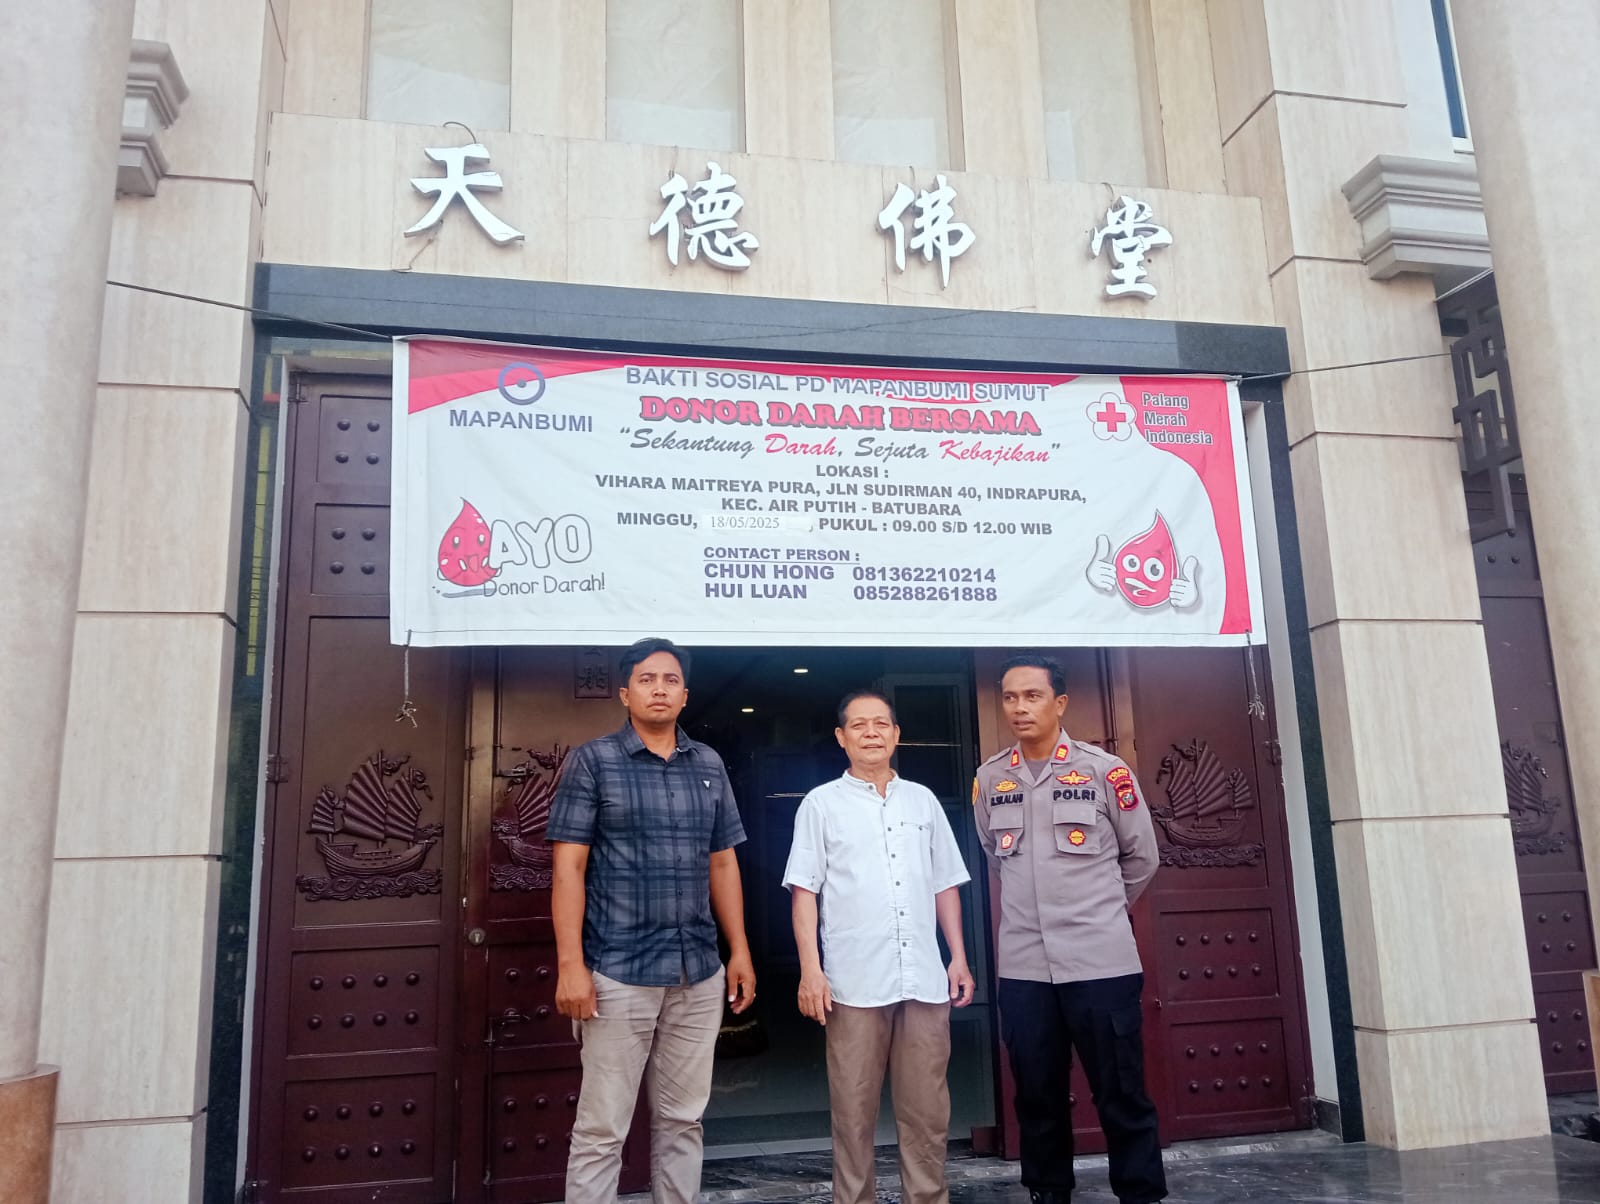 天德佛堂
BAKTI SOSIAL PD MAPANBUMI SUMUT
MAPANBUMI
DONOR DARAH BERSAMA
“Sekantung Darah, Sejuta Kebajikan”
Palang
Merah
Indonesia
LOKASI :
VIHARA MAITREYA PURA, JLN SUDIRMAN 40, INDRAPURA,
KEC. AIR PUTIH - BATUBARA
MINGGU, 18/05/2025 , PUKUL : 09.00 S/D 12.00 WIB
AYO
Donor Darah!
CONTACT PERSON :
CHUN HONG 081362210214
HUI LUAN 085288261888
POLRI